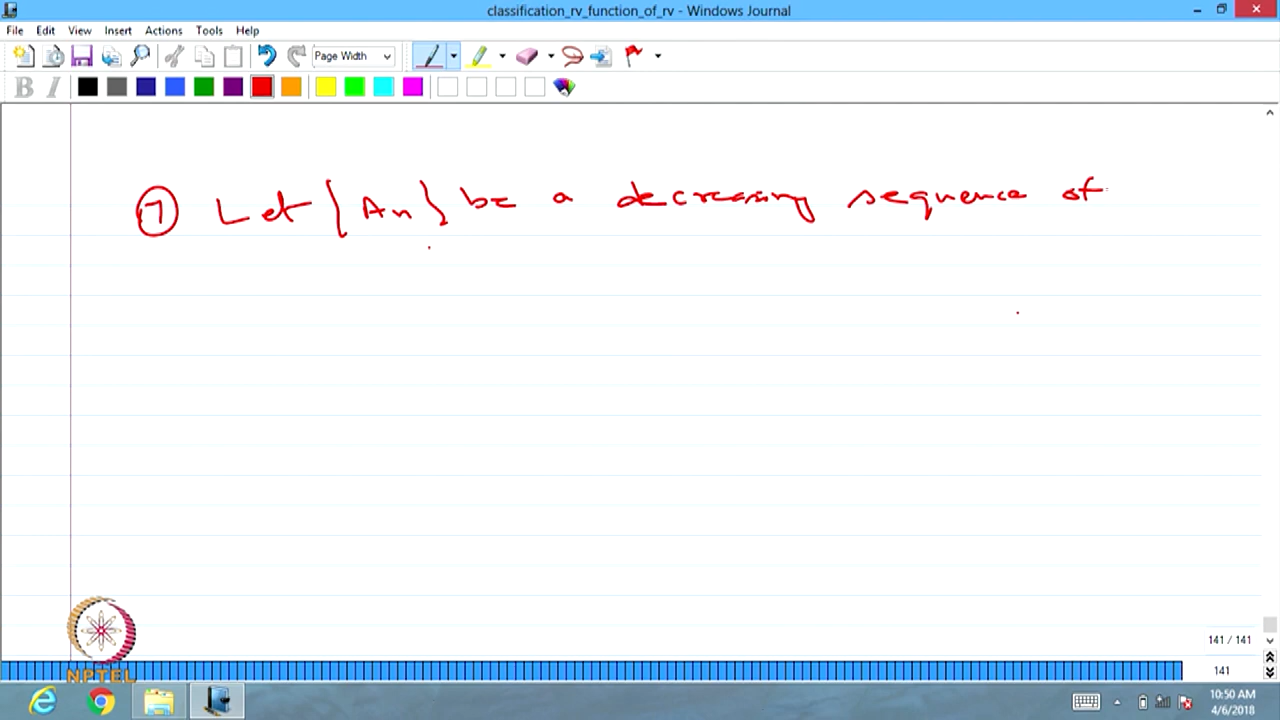 classification_rv_function_of_rv - Windows Journal
File Edit View Insert Actions Tools Help
Page Width
B I
7 Let {An} be a decreasing sequence of
141 / 141
141
NPTEL
10:50 AM
4/6/2018